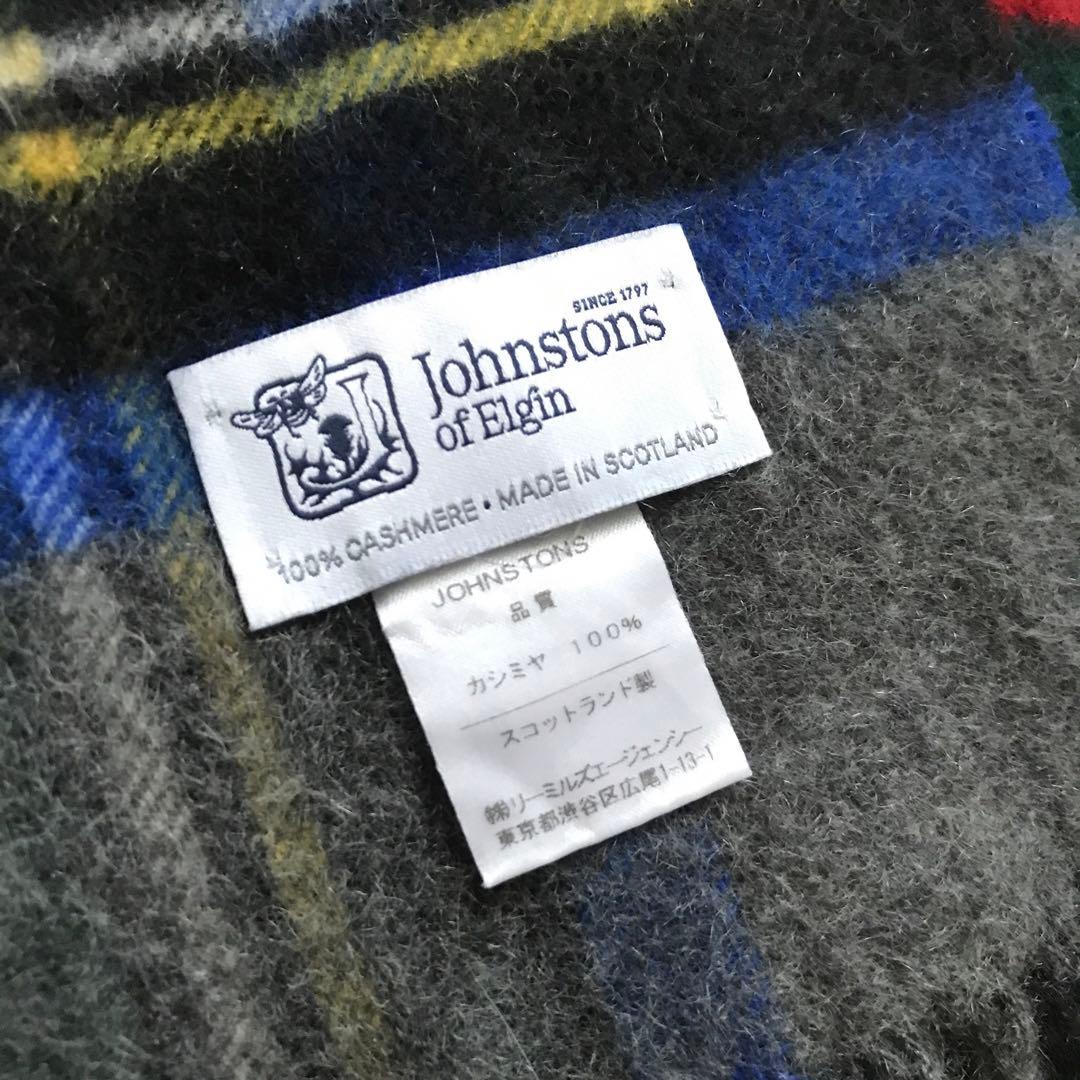 SINCE 1797
Johnstons
of Elgin
100% CASHMERE • MADE IN SCOTLAND
JOHNSTONS
品質
カシミヤ 100%
スコットランド製
㈱リーミルズエージェンシー
東京都渋谷区広尾1-13-1